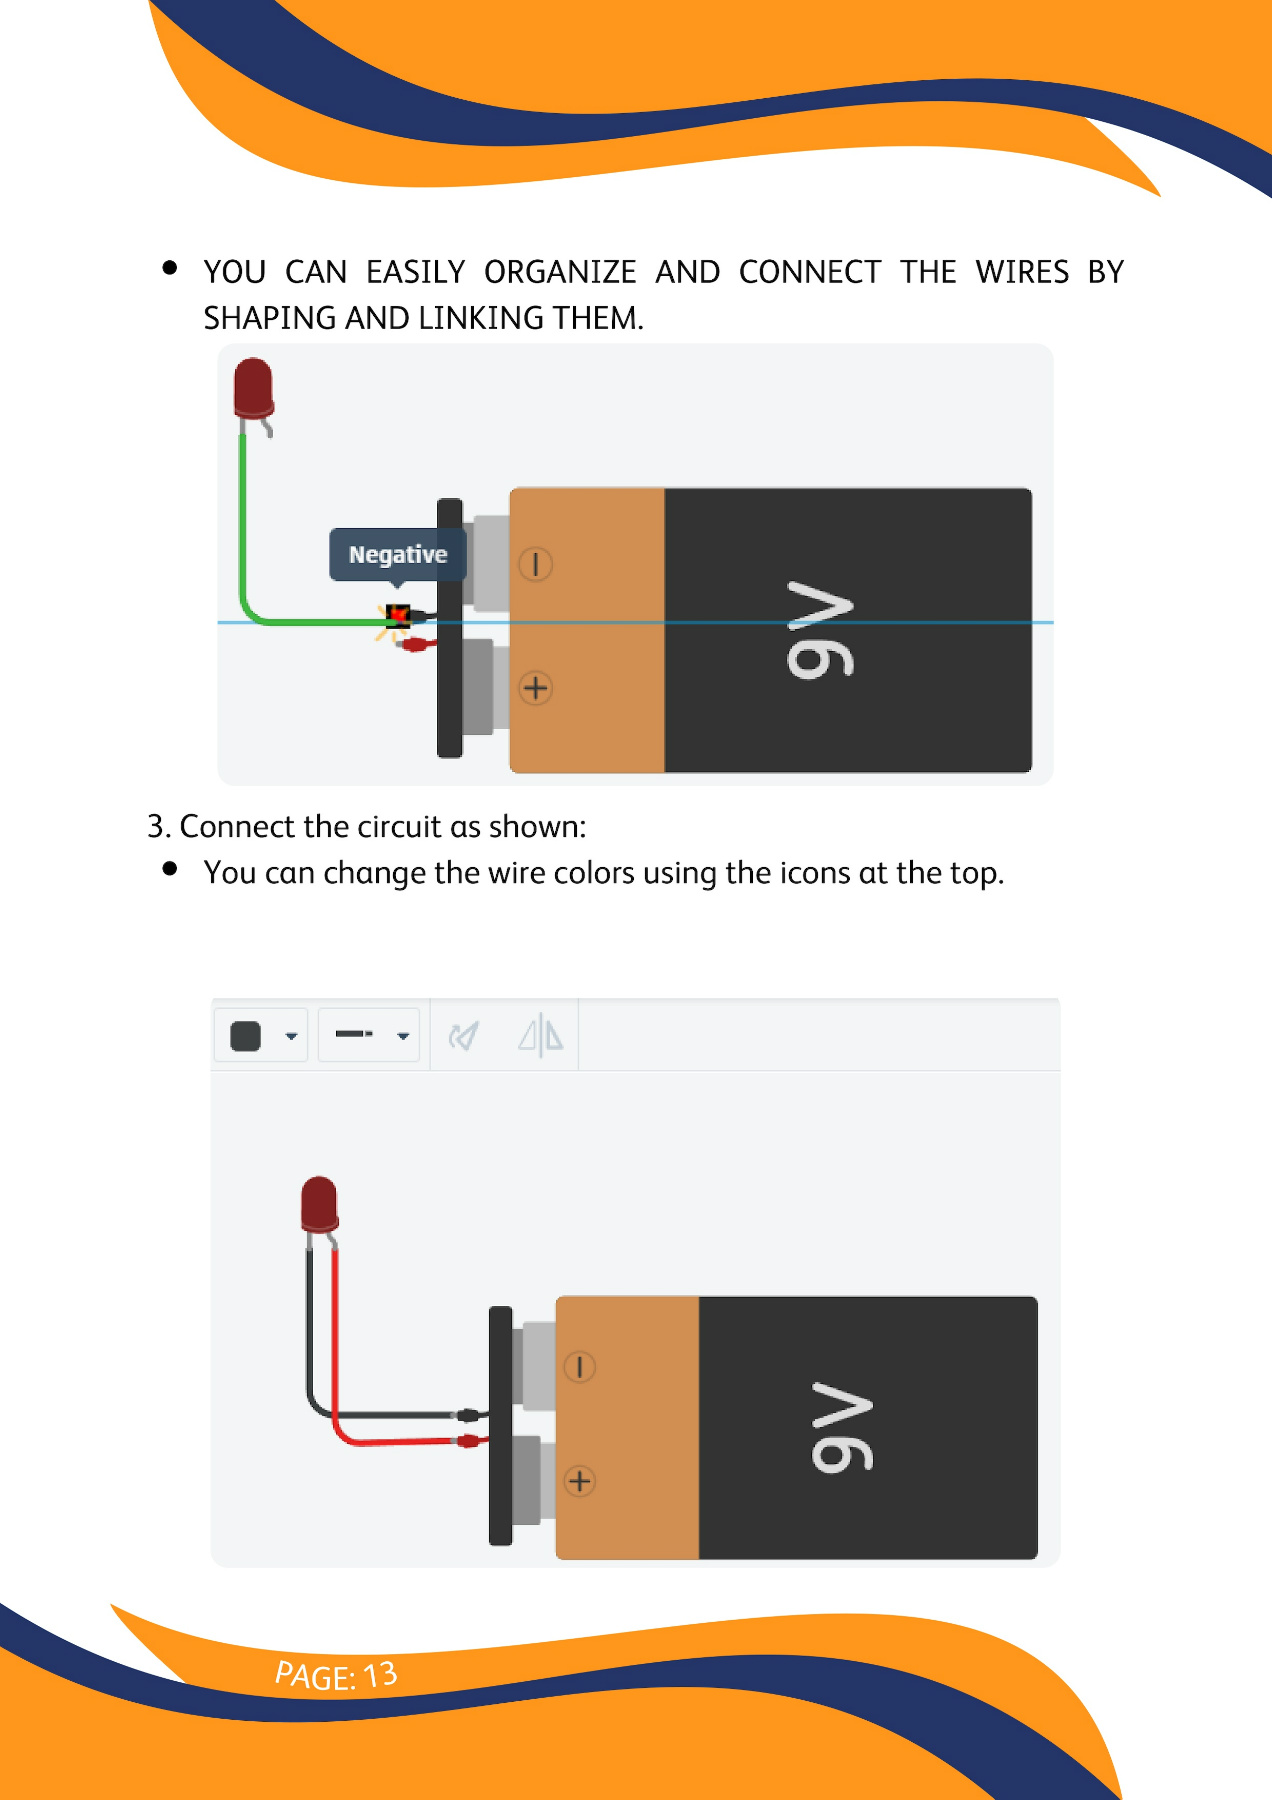 • YOU CAN EASILY ORGANIZE AND CONNECT THE WIRES BY
SHAPING AND LINKING THEM.
Negative
9V
3. Connect the circuit as shown:
• You can change the wire colors using the icons at the top.
9V
PAGE: 13